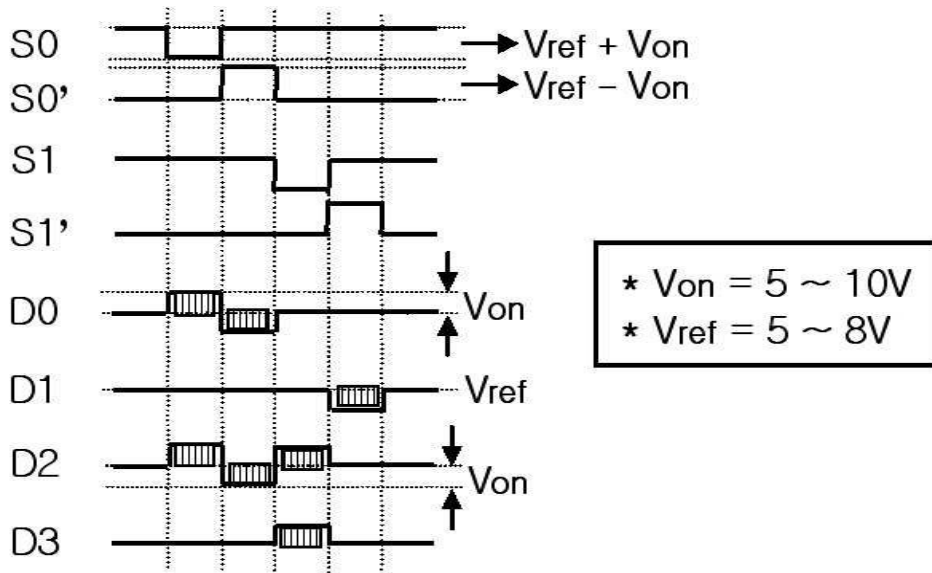 S0
Vref + Von
S0’
Vref − Von
S1
S1’
D0
Von
* Von = 5 ~ 10V
* Vref = 5 ~ 8V
D1
Vref
D2
Von
D3